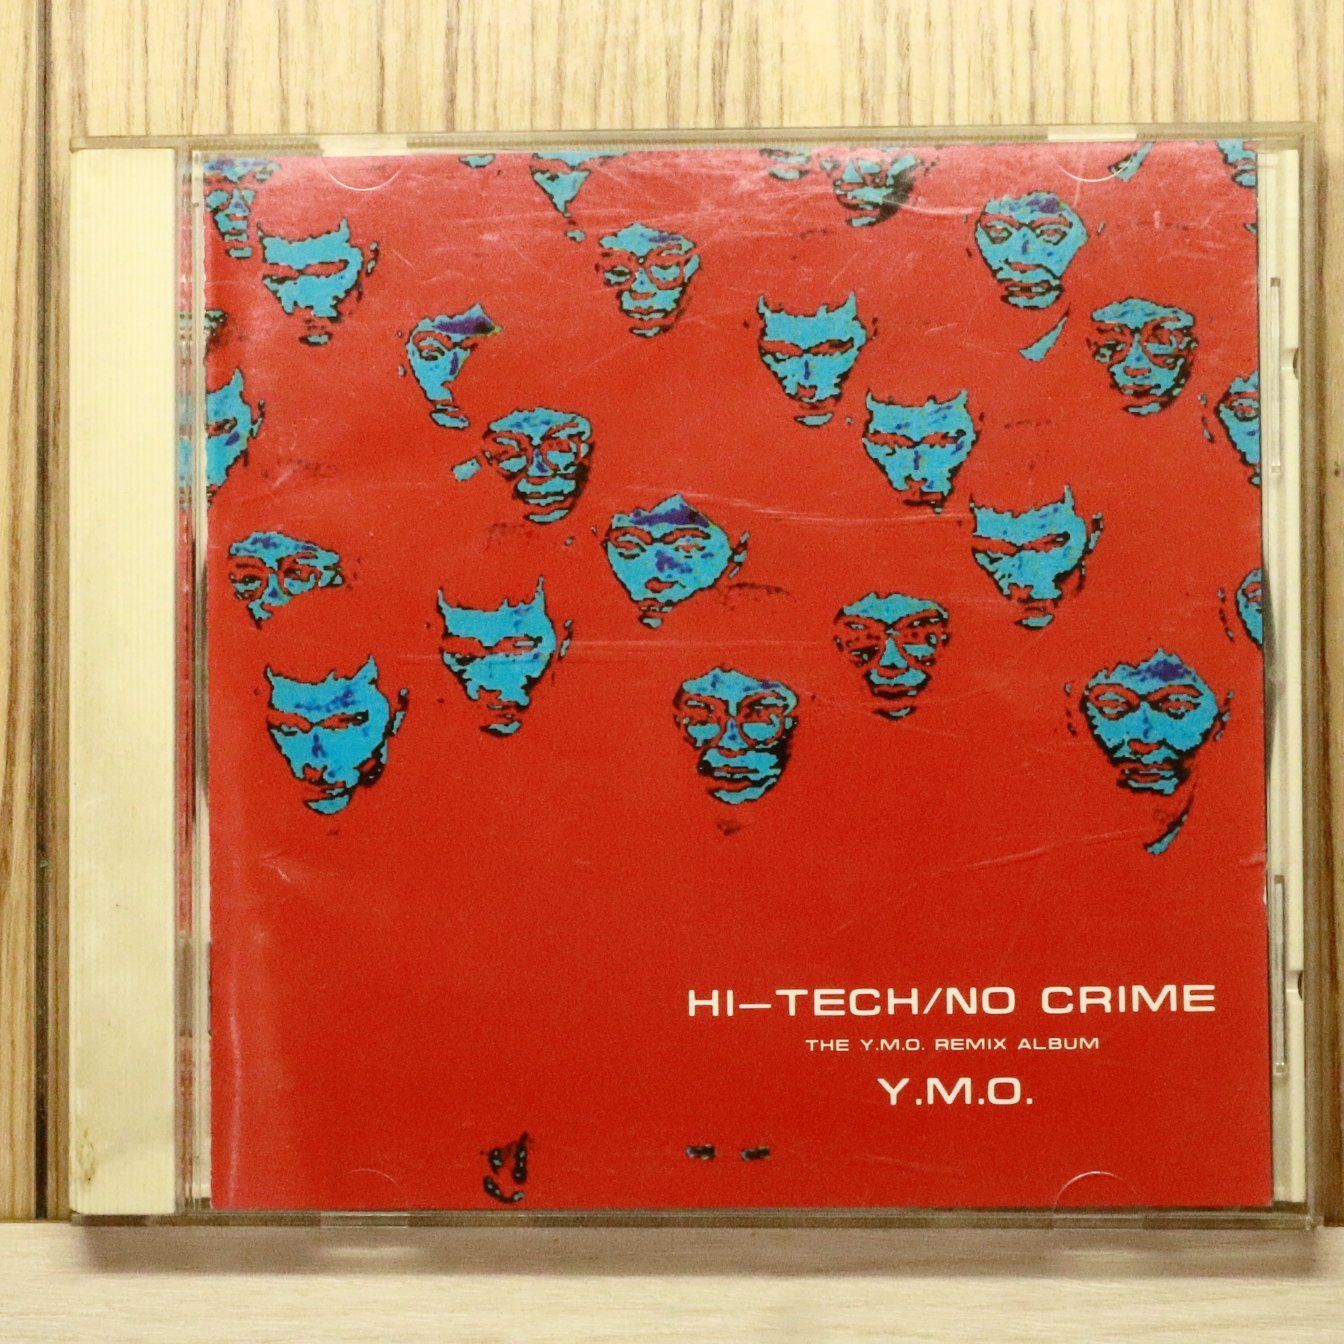 HI-TECH/NO CRIME
THE Y.M.O. REMIX ALBUM
Y.M.O.